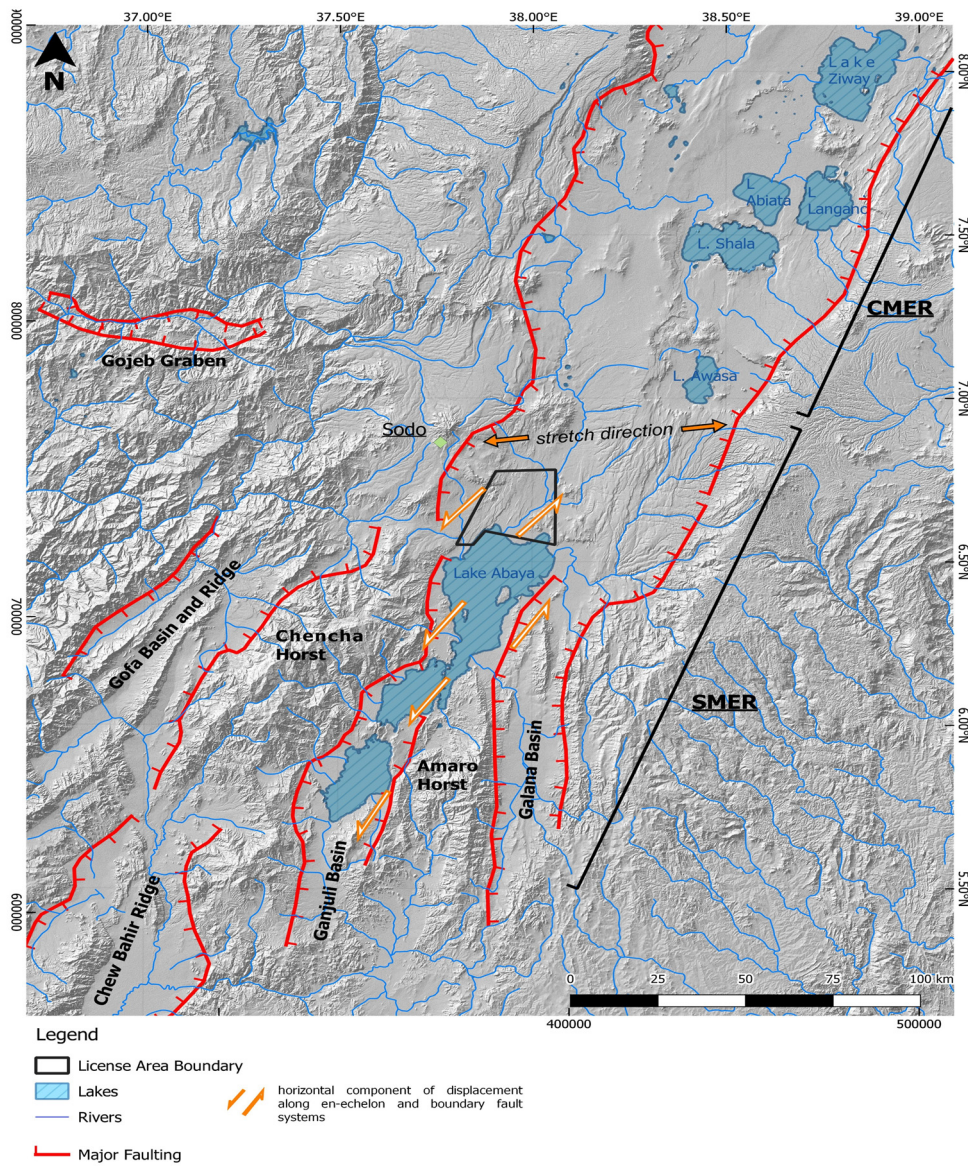 37.00°E
37.50°E
38.00°E
38.50°E
39.00°E
N
Lake
Ziway
8.00°N
L
Abiata
L
Langano
L. Shala
7.50°N
800000
Gojeb Graben
CMER
L. Awasa
7.00°N
Sodo
stretch direction
Lake Abaya
6.50°N
700000
Gofa Basin and Ridge
Chencha
Horst
SMER
6.00°N
Amaro
Horst
Galana Basin
Ganjuli Basin
5.50°N
600000
Chew Bahir Ridge
0 25 50 75 100 km
400000
500000
Legend
License Area Boundary
Lakes
Rivers
Major Faulting
horizontal component of displacement
along en-echelon and boundary fault
systems